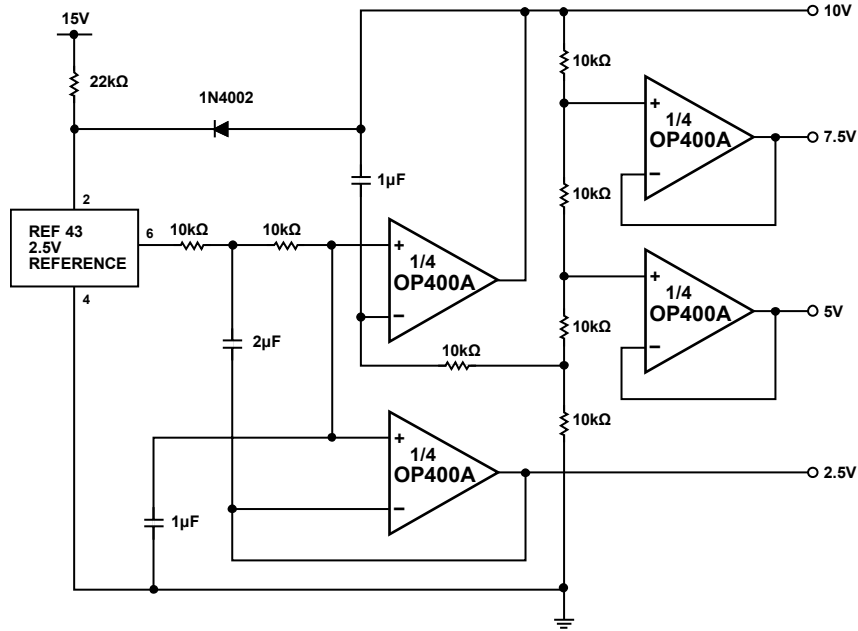 15V
22kΩ
1N4002
1µF
2
REF 43
2.5V
REFERENCE
6
4
10kΩ
10kΩ
2µF
1µF
+
1/4
OP400A
−
10kΩ
+
1/4
OP400A
−
10kΩ
10kΩ
10kΩ
10kΩ
+
1/4
OP400A
−
+
1/4
OP400A
−
10V
7.5V
5V
2.5V